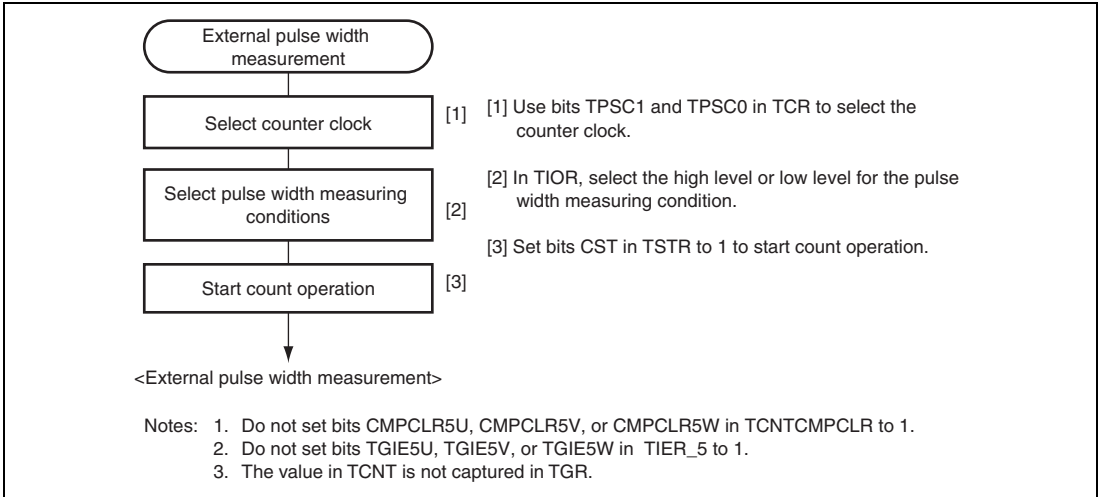 External pulse width
measurement
Select counter clock
[1]
[1] Use bits TPSC1 and TPSC0 in TCR to select the
counter clock.
Select pulse width measuring
conditions
[2]
[2] In TIOR, select the high level or low level for the pulse
width measuring condition.
Start count operation
[3]
[3] Set bits CST in TSTR to 1 to start count operation.
<External pulse width measurement>
Notes: 1. Do not set bits CMPCLR5U, CMPCLR5V, or CMPCLR5W in TCNTCMPCLR to 1.
2. Do not set bits TGIE5U, TGIE5V, or TGIE5W in TIER_5 to 1.
3. The value in TCNT is not captured in TGR.